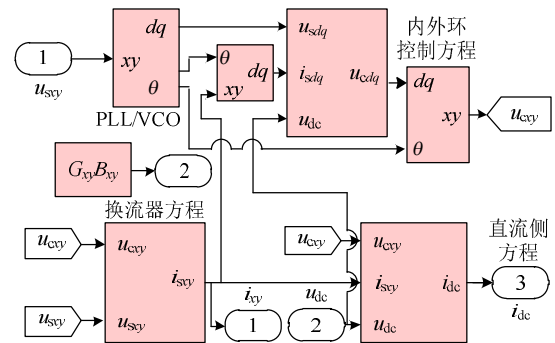 1
usxy
dq
xy
θ
PLL/VCO
θ
xy
dq
usdq
isdq
udc
ucdq
内外环
控制方程
dq
xy
θ
ucxy
GxyBxy
2
换流器方程
ucxy
usxy
ucxy
usxy
isxy
ixy
1
udc
2
ucxy
ucxy
isxy
udc
idc
直流侧
方程
3
idc